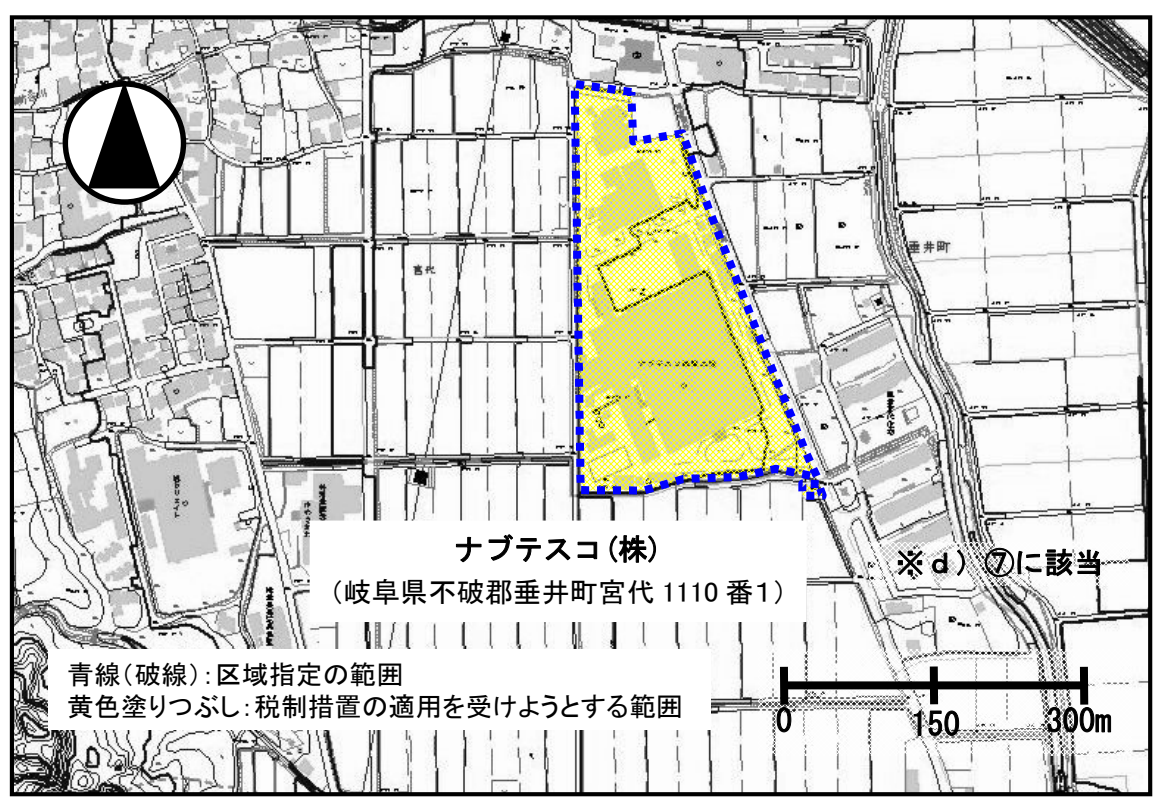 垂井町
宮代
ナブテスコ(株)
(岐阜県不破郡垂井町宮代 1110 番1)
※d) ⑦に該当
青線(破線):区域指定の範囲
黄色塗りつぶし:税制措置の適用を受けようとする範囲
0 150 300m